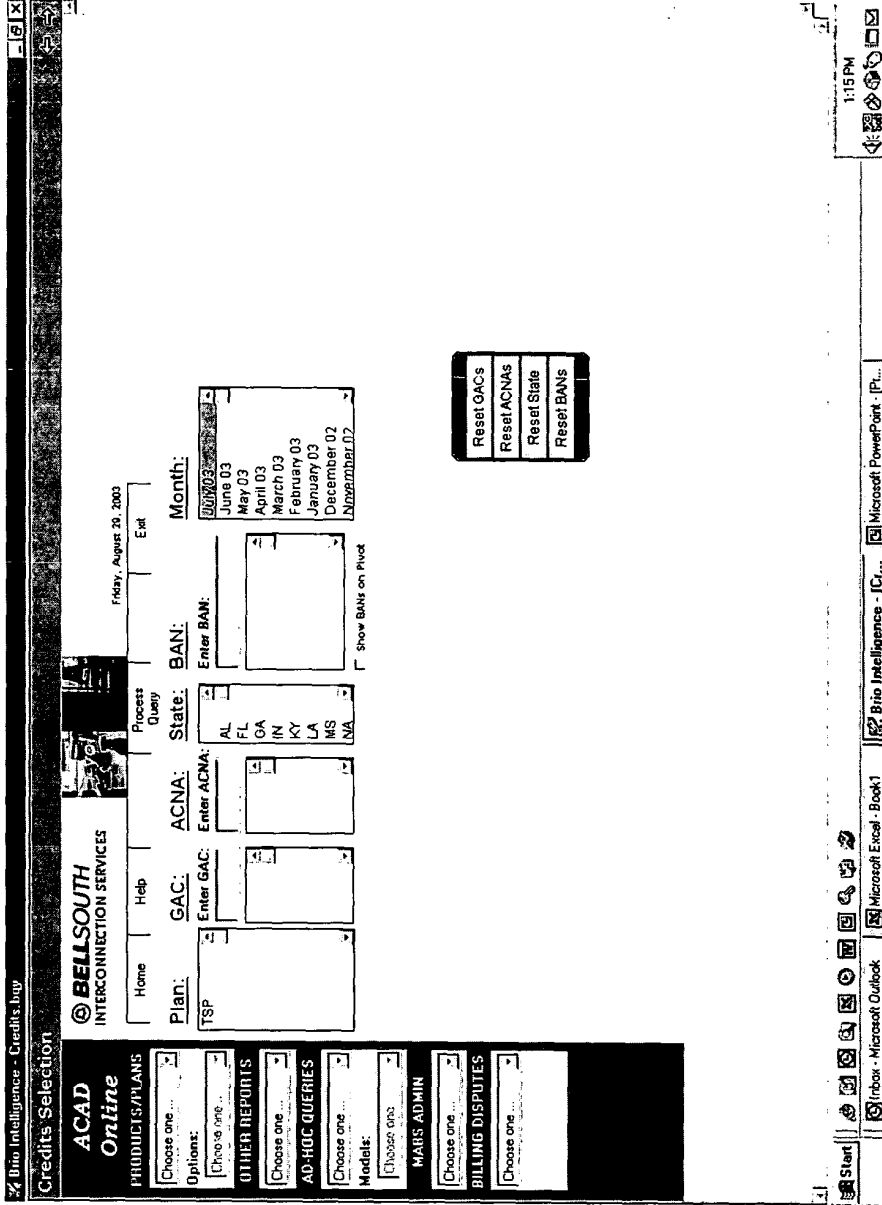 Brio Intelligence - Credits.bqy
Credits Selection
ACAD
Online
PRODUCTS/PLANS
Choose one ...
Options:
Choose one ...
OTHER REPORTS
Choose one ...
AD-HOC QUERIES
Choose one ...
Models:
Choose one
MABS ADMIN
Choose one ...
BILLING DISPUTES
Choose one ...
BELLSOUTH
INTERCONNECTION SERVICES
Friday, August 29, 2003
Home
Help
Process
Query
Exit
Plan:
TSP
GAC:
Enter GAC:
ACNA:
Enter ACNA:
State:
AL
FL
GA
IN
KY
LA
MS
NA
BAN:
Enter BAN:
Show BANs on Pivot
Month:
July 03
June 03
May 03
April 03
March 03
February 03
January 03
December 02
November 02
Reset GACs
Reset ACNAs
Reset State
Reset BANs
Start
Inbox - Microsoft Outlook
Microsoft Excel - Book1
Brio Intelligence - [Cr...
Microsoft PowerPoint - [Pr...
1:15 PM